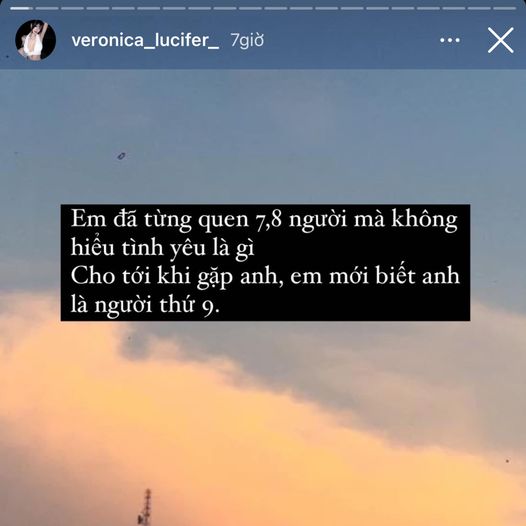 veronica_lucifer_ 7giờ
Em đã từng quen 7,8 người mà không
hiểu tình yêu là gì
Cho tới khi gặp anh, em mới biết anh
là người thứ 9.